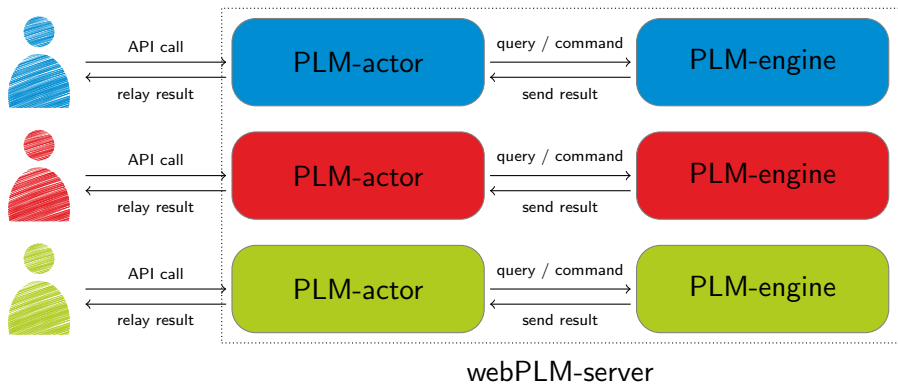 API call
relay result
PLM-actor
query / command
send result
PLM-engine
API call
relay result
PLM-actor
query / command
send result
PLM-engine
API call
relay result
PLM-actor
query / command
send result
PLM-engine
webPLM-server